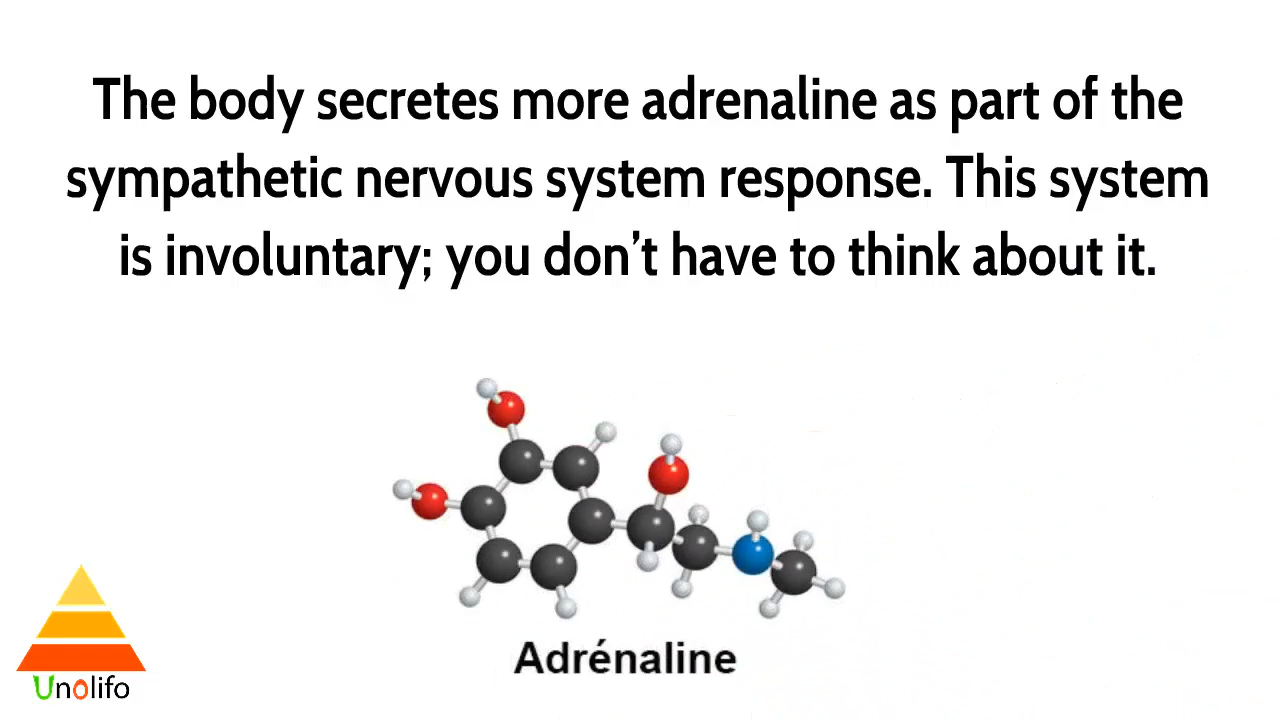 The body secretes more adrenaline as part of the
sympathetic nervous system response. This system
is involuntary; you don’t have to think about it.
Adrénaline
Unolifo